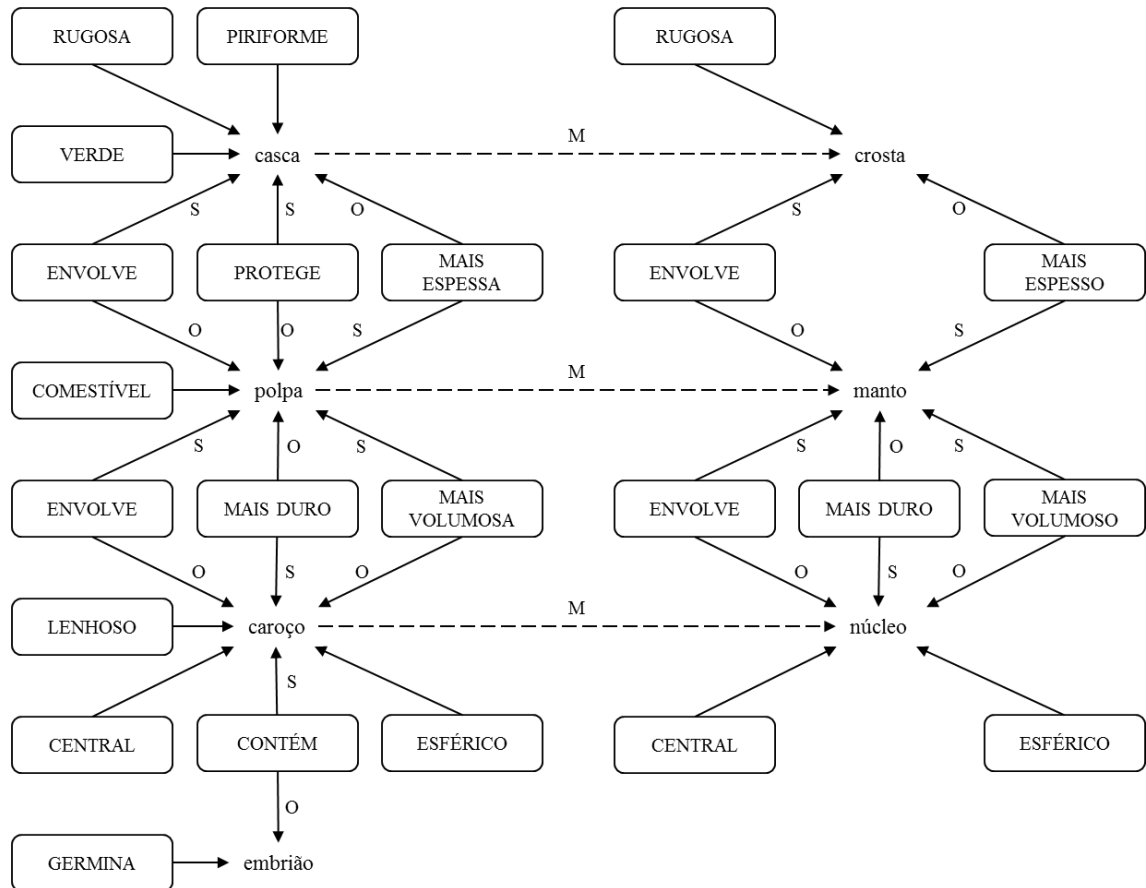 RUGOSA PIRIFORME RUGOSA
M
VERDE casca crosta
S S O S O
ENVOLVE PROTEGE MAIS ESPESSA ENVOLVE MAIS ESPESSO
O O S O S
M
COMESTÍVEL polpa manto
S O S S O S
ENVOLVE MAIS DURO MAIS VOLUMOSA ENVOLVE MAIS DURO MAIS VOLUMOSO
O S O O S O
M
LENHOSO caroço núcleo
S
CENTRAL CONTÉM ESFÉRICO CENTRAL ESFÉRICO
O
GERMINA embrião